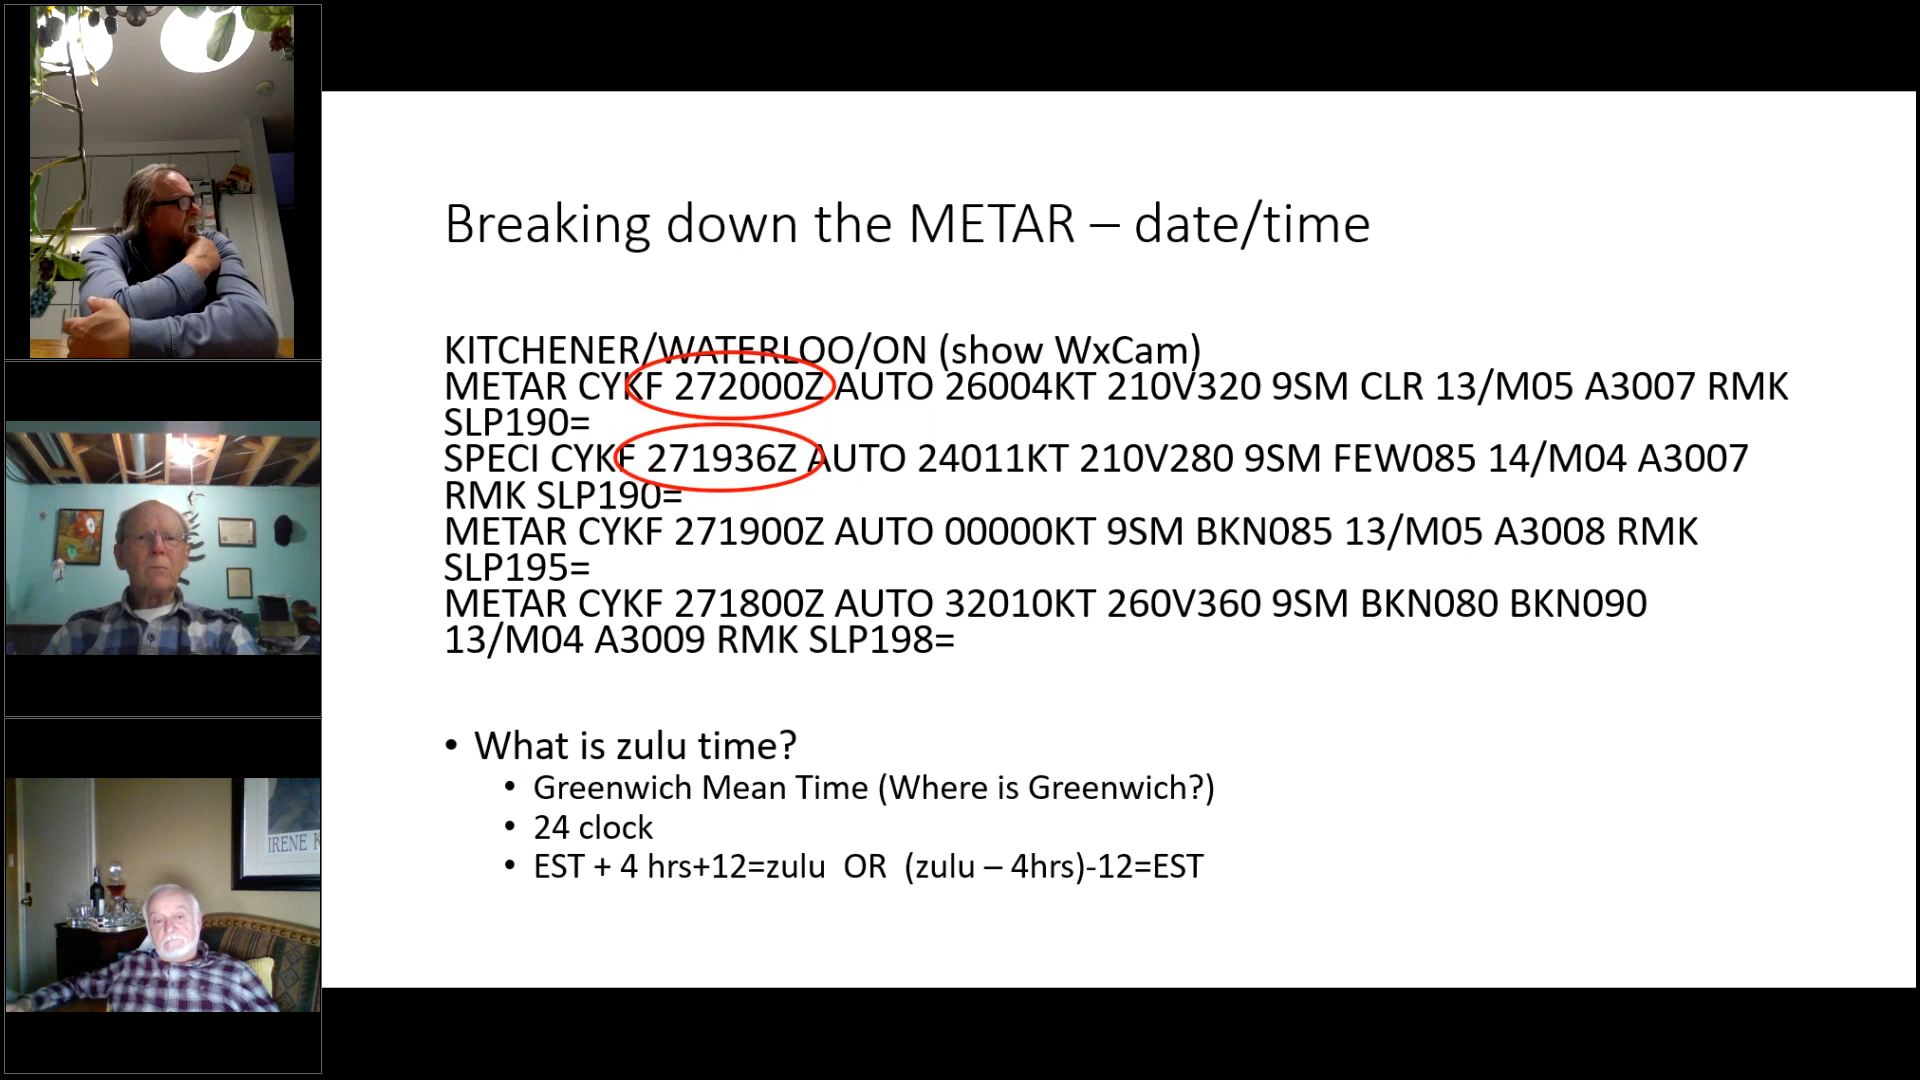 Breaking down the METAR – date/time
KITCHENER/WATERLOO/ON (show WxCam)
METAR CYKF 272000Z AUTO 26004KT 210V320 9SM CLR 13/M05 A3007 RMK
SLP190=
SPECI CYKF 271936Z AUTO 24011KT 210V280 9SM FEW085 14/M04 A3007
RMK SLP190=
METAR CYKF 271900Z AUTO 00000KT 9SM BKN085 13/M05 A3008 RMK
SLP195=
METAR CYKF 271800Z AUTO 32010KT 260V360 9SM BKN080 BKN090
13/M04 A3009 RMK SLP198=
• What is zulu time?
• Greenwich Mean Time (Where is Greenwich?)
• 24 clock
• EST + 4 hrs+12=zulu OR (zulu – 4hrs)-12=EST
IRENE K